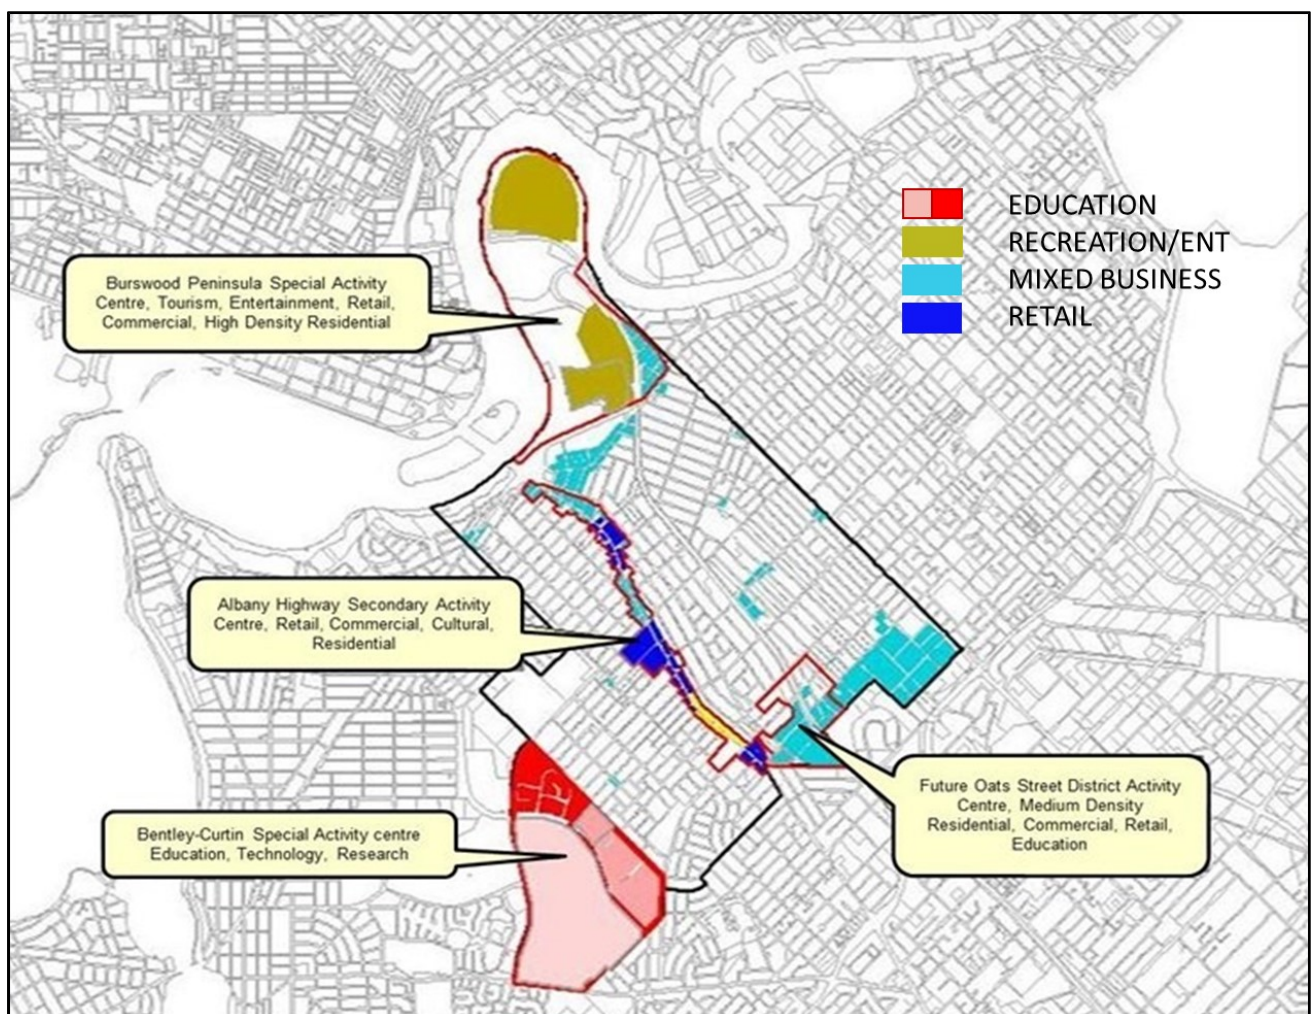 EDUCATION
RECREATION/ENT
MIXED BUSINESS
RETAIL
Burswood Peninsula Special Activity
Centre, Tourism, Entertainment, Retail,
Commercial, High Density Residential
Albany Highway Secondary Activity
Centre, Retail, Commercial, Cultural,
Residential
Future Oats Street District Activity
Centre, Medium Density
Residential, Commercial, Retail,
Education
Bentley-Curtin Special Activity centre
Education, Technology, Research